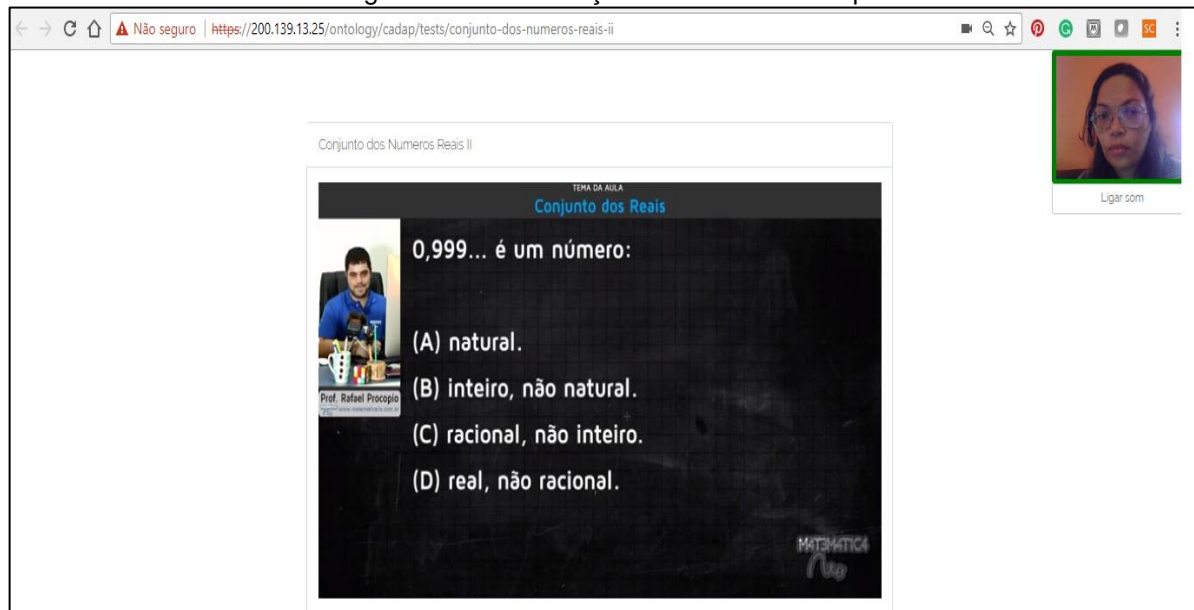 Não seguro | https://200.139.13.25/ontology/cadap/tests/conjunto-dos-numeros-reais-ii
SC
Ligar som
Conjunto dos Numeros Reais II
TEMA DA AULA
Conjunto dos Reais
0,999... é um número:
(A) natural.
(B) inteiro, não natural.
(C) racional, não inteiro.
(D) real, não racional.
Prof. Rafael Procopio